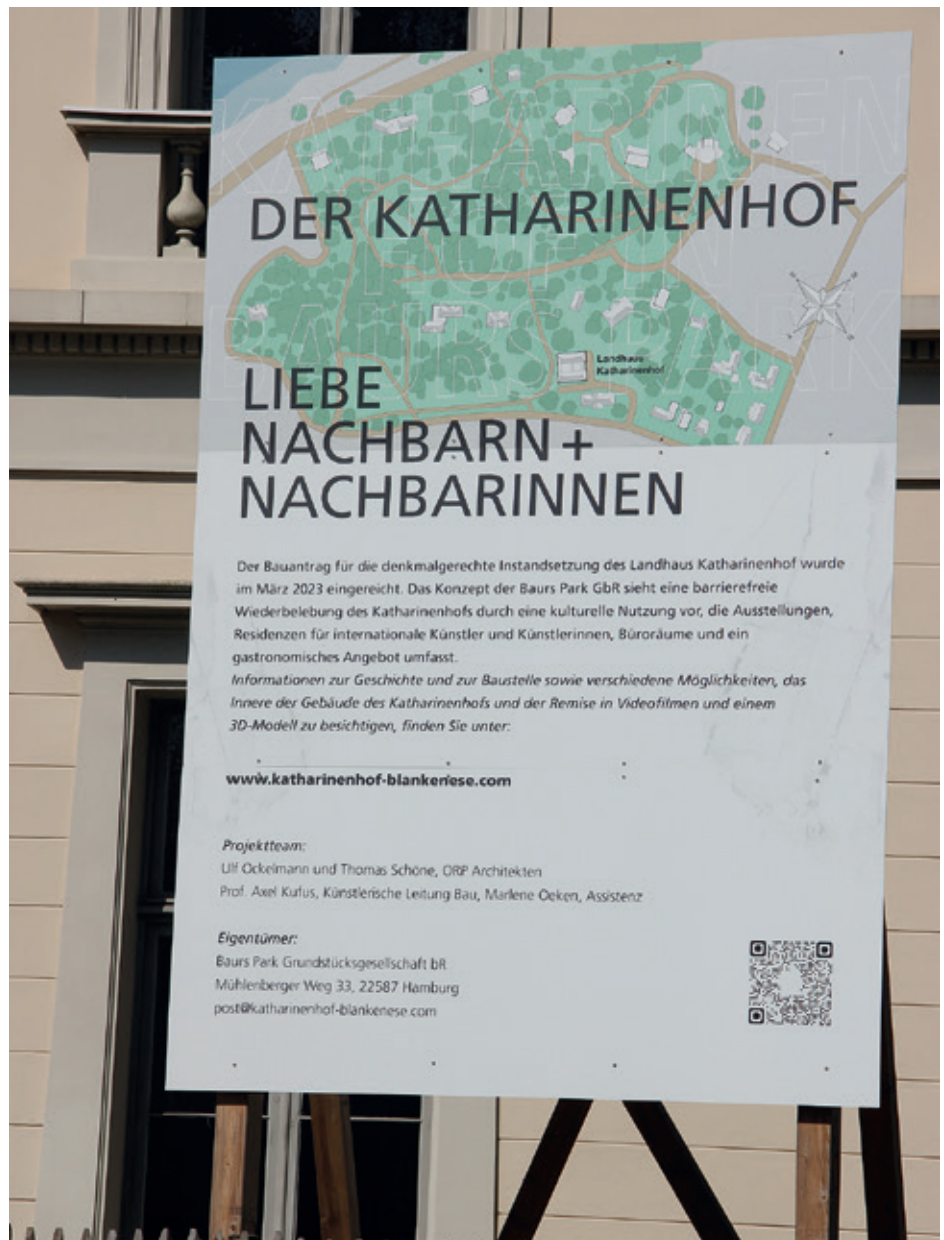 KATHARINEN
HOF IN
BAURS PARK
DER KATHARINENHOF
Landhaus
Katharinenhof
LIEBE
NACHBARN+
NACHBARINNEN
Der Bauantrag für die denkmalgerechte Instandsetzung des Landhaus Katharinenhof wurde
im März 2023 eingereicht. Das Konzept der Baurs Park GbR sieht eine barrierefreie
Wiederbelebung des Katharinenhofs durch eine kulturelle Nutzung vor, die Ausstellungen,
Residenzen für internationale Künstler und Künstlerinnen, Büroräume und ein
gastronomisches Angebot umfasst.
Informationen zur Geschichte und zur Baustelle sowie verschiedene Möglichkeiten, das
Innere der Gebäude des Katharinenhofs und der Remise in Videofilmen und einem
3D-Modell zu besichtigen, finden Sie unter:
www.katharinenhof-blankenese.com
Projektteam:
Ulf Ockelmann und Thomas Schöne, ORP Architekten
Prof. Axel Kufus, Künstlerische Leitung Bau, Marlene Oeken, Assistenz
Eigentümer:
Baurs Park Grundstücksgesellschaft bR
Mühlenberger Weg 33, 22587 Hamburg
post@katharinenhof-blankenese.com